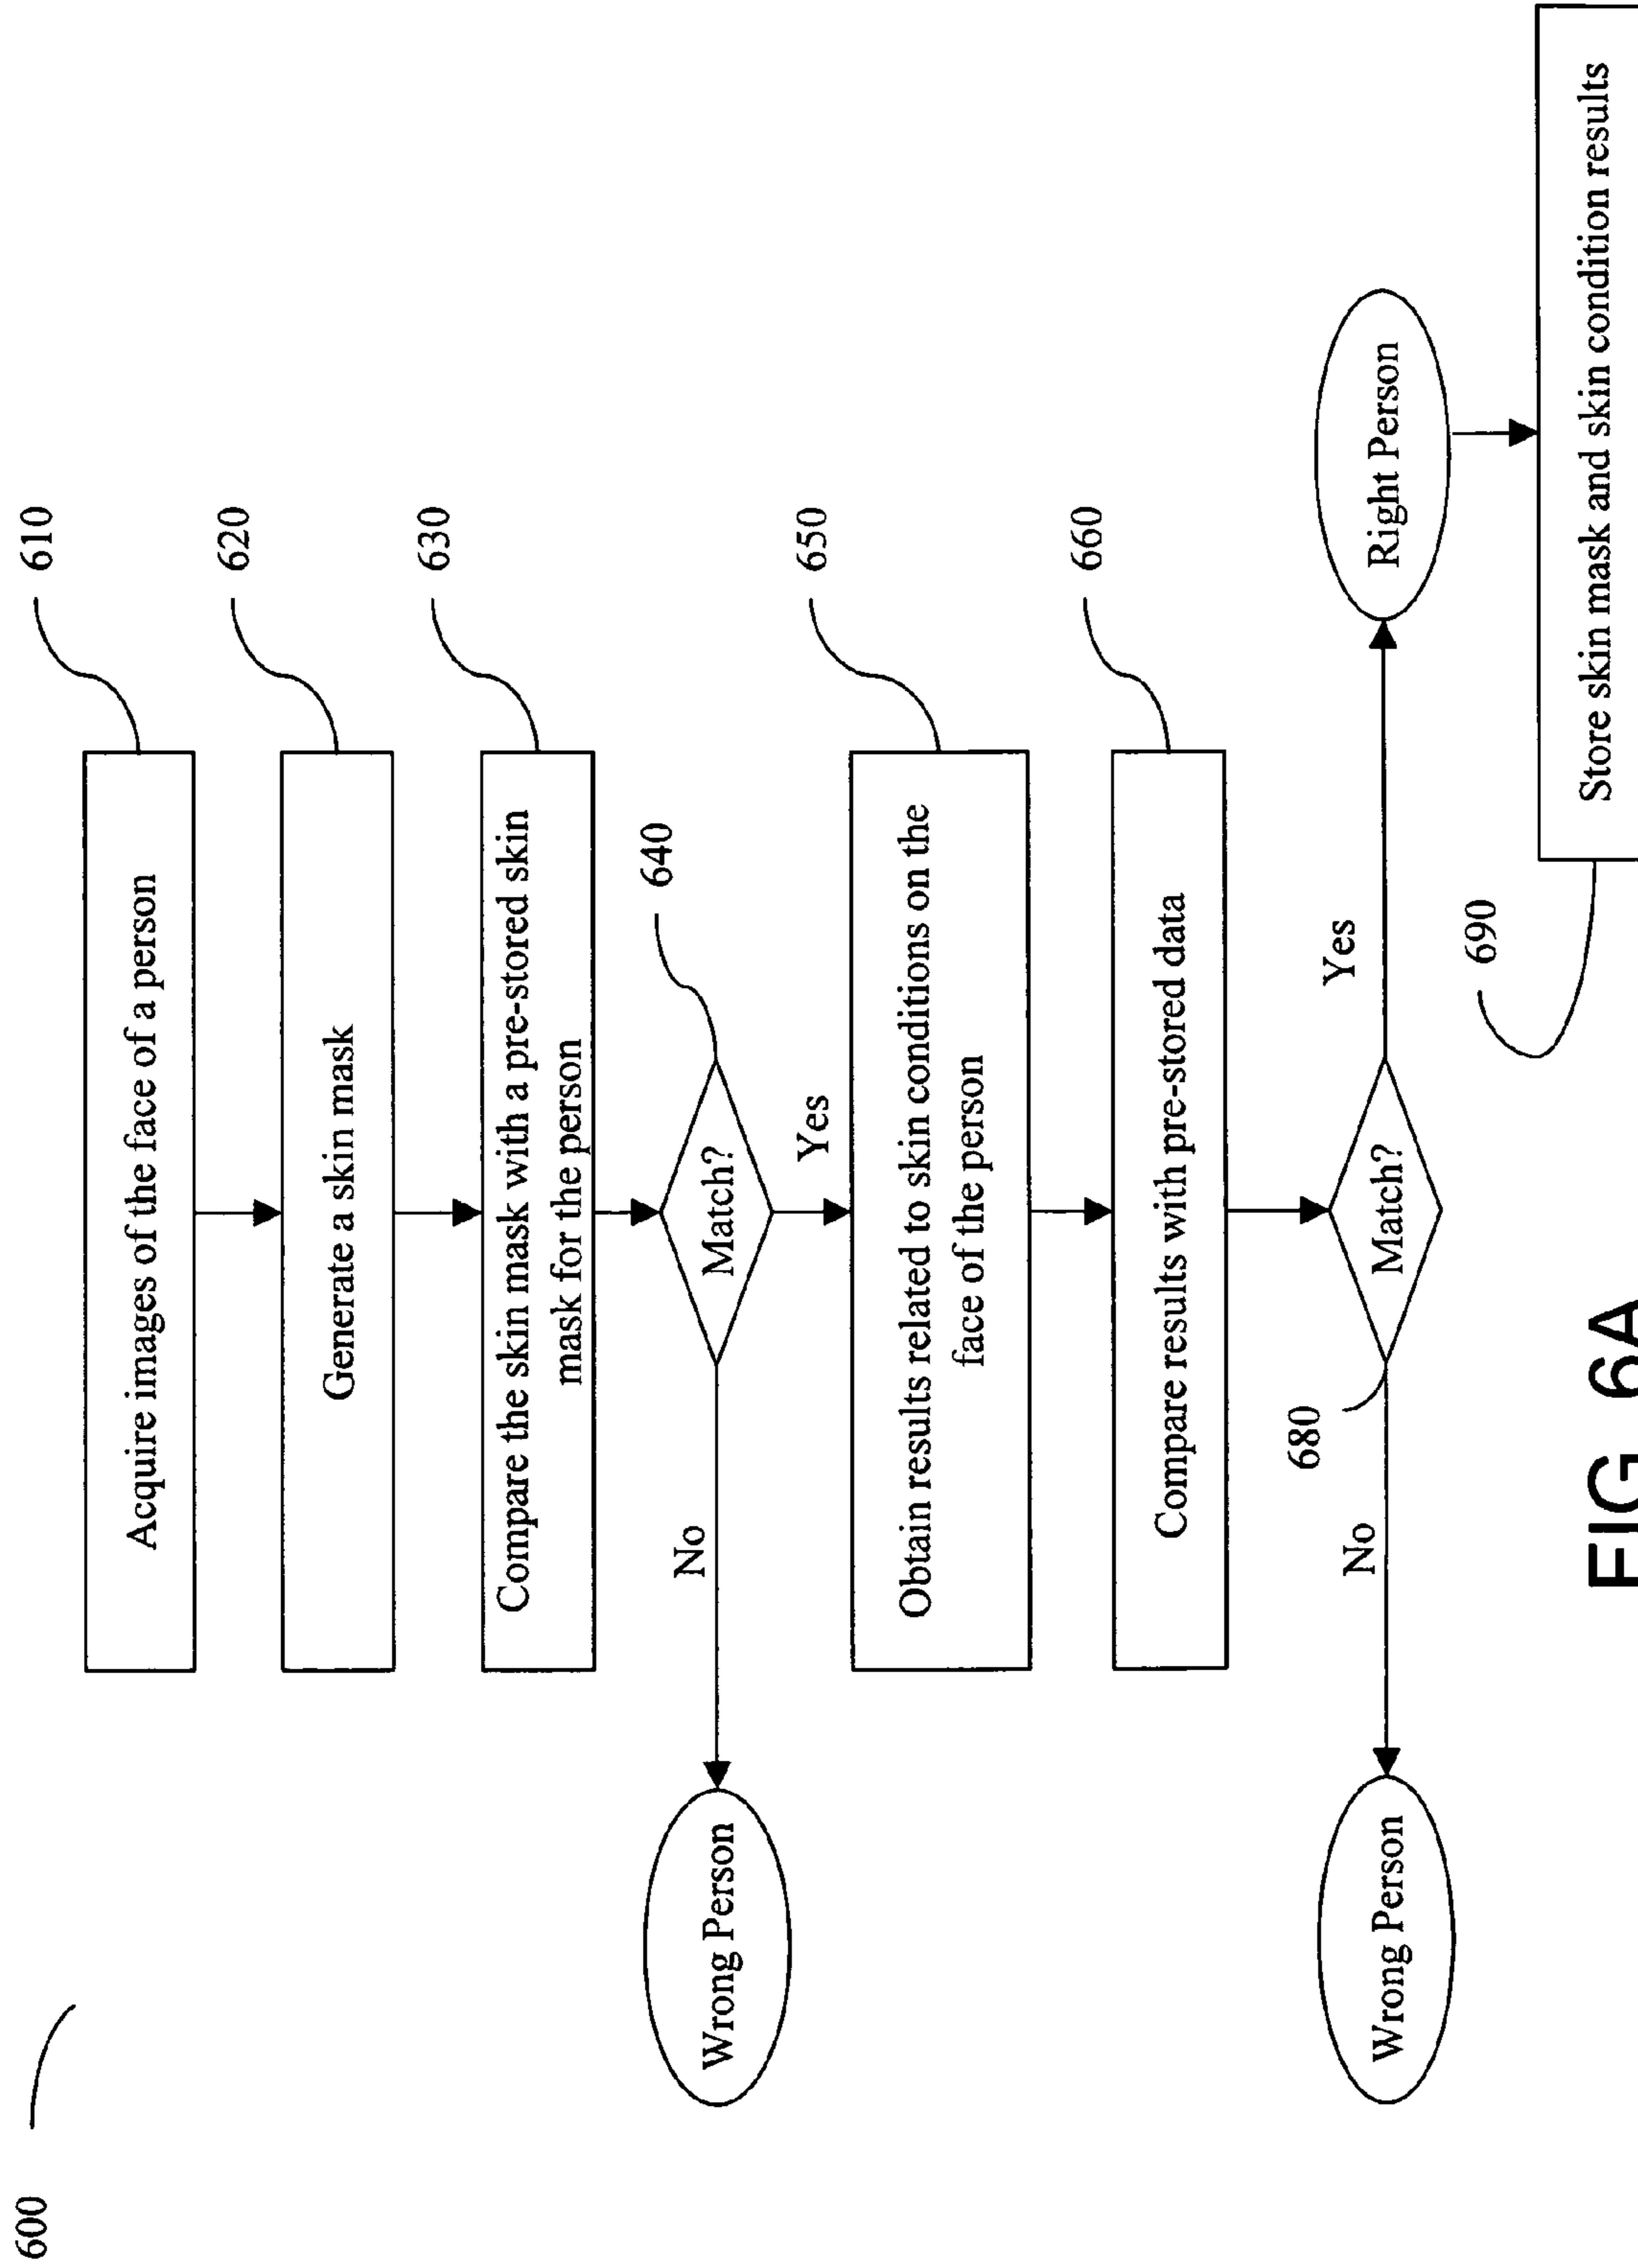 600
610
Acquire images of the face of a person
620
Generate a skin mask
630
Compare the skin mask with a pre-stored skin
mask for the person
640
Match?
No
Wrong Person
Yes
650
Obtain results related to skin conditions on the
face of the person
660
Compare results with pre-stored data
680
Match?
No
Wrong Person
Yes
Right Person
690
Store skin mask and skin condition results
FIG. 6A